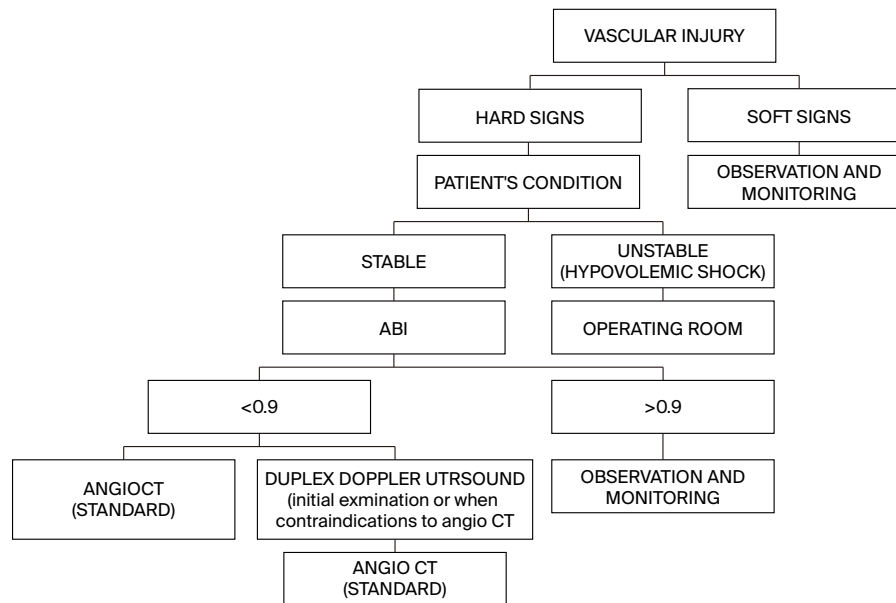 VASCULAR INJURY
HARD SIGNS
SOFT SIGNS
PATIENT'S CONDITION
OBSERVATION AND
MONITORING
STABLE
UNSTABLE
(HYPOVOLEMIC SHOCK)
ABI
OPERATING ROOM
<0.9
>0.9
ANGIOCT
(STANDARD)
DUPLEX DOPPLER UTRSOUND
(initial exmination or when
contraindications to angio CT
OBSERVATION AND
MONITORING
ANGIO CT
(STANDARD)